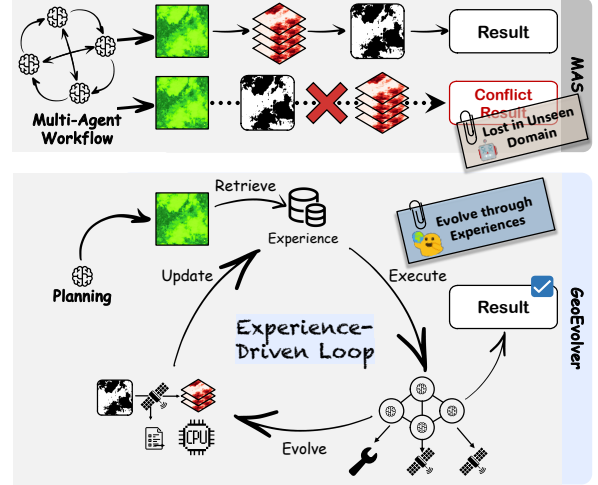 Result
MAS
Conflict
Result
Lost in Unseen
Domain
Multi-Agent
Workflow
Retrieve
Experience
Evolve through
Experiences
Planning
Update
Execute
Experience-
Driven Loop
Result
GeoEvolver
CPU
Evolve